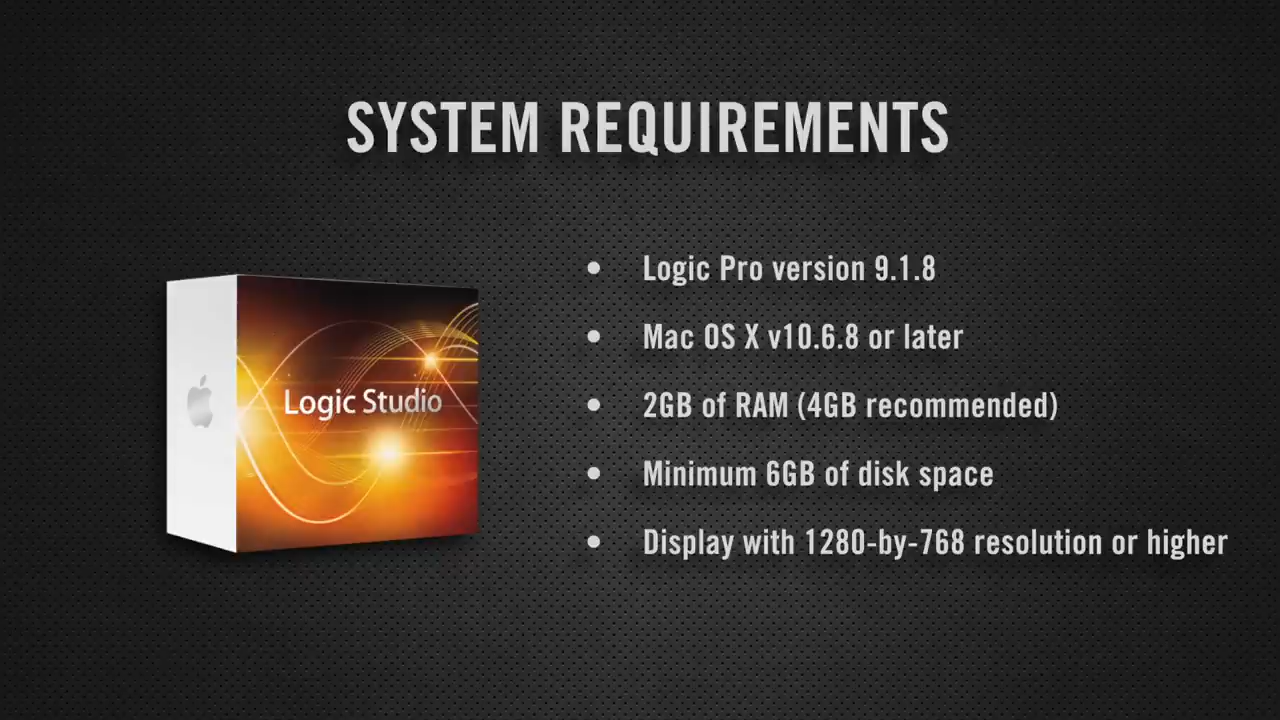 SYSTEM REQUIREMENTS
Logic Studio
• Logic Pro version 9.1.8
• Mac OS X v10.6.8 or later
• 2GB of RAM (4GB recommended)
• Minimum 6GB of disk space
• Display with 1280-by-768 resolution or higher